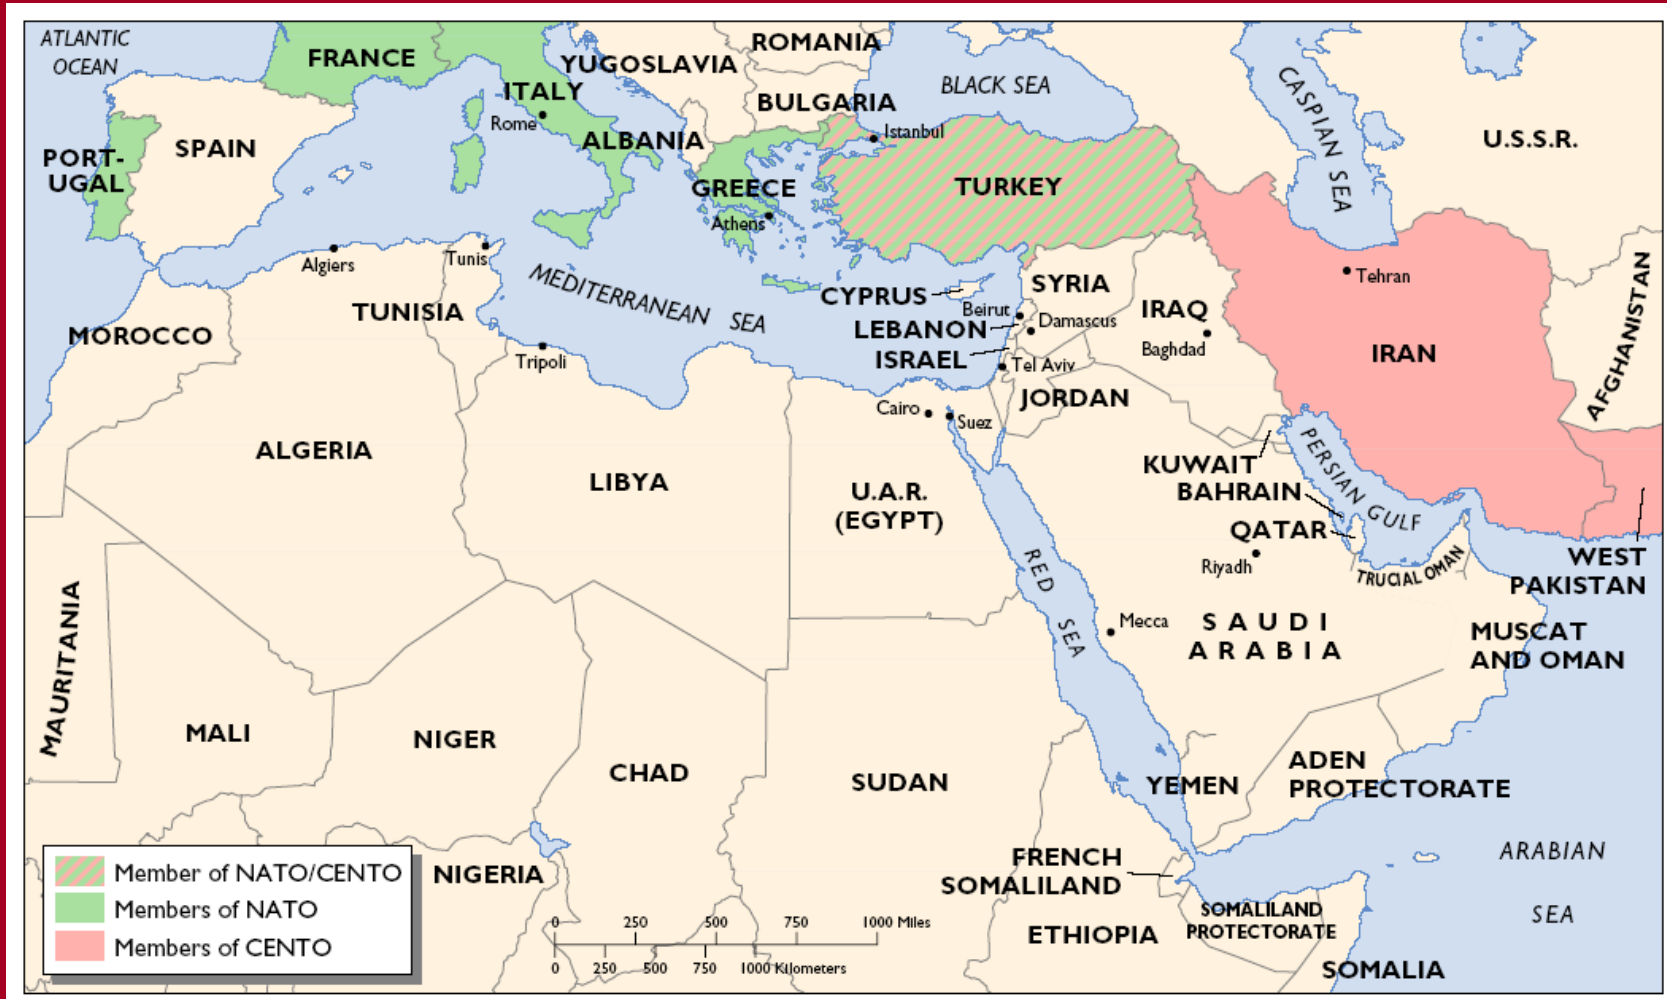 ATLANTIC
OCEAN
FRANCE
ROMANIA
YUGOSLAVIA
ITALY
Rome
BULGARIA
BLACK SEA
CASPIAN SEA
U.S.S.R.
PORT-
UGAL
SPAIN
ALBANIA
Istanbul
GREECE
Athens
TURKEY
Algiers
Tunis
MEDITERRANEAN SEA
CYPRUS
SYRIA
Tehran
MOROCCO
TUNISIA
Tripoli
Beirut
LEBANON
Damascus
IRAQ
Baghdad
ISRAEL
Tel Aviv
IRAN
AFGHANISTAN
JORDAN
Cairo
Suez
ALGERIA
LIBYA
U.A.R.
(EGYPT)
KUWAIT
BAHRAIN
QATAR
PERSIAN GULF
RED SEA
Riyadh
TRUCIAL OMAN
WEST
PAKISTAN
MAURITANIA
Mecca
SAUDI
ARABIA
MUSCAT
AND OMAN
MALI
NIGER
CHAD
SUDAN
YEMEN
ADEN
PROTECTORATE
ARABIAN
SEA
NIGERIA
FRENCH
SOMALILAND
SOMALILAND
PROTECTORATE
ETHIOPIA
SOMALIA
Member of NATO/CENTO
Members of NATO
Members of CENTO
0 250 500 750 1000 Miles
0 250 500 750 1000 Kilometers